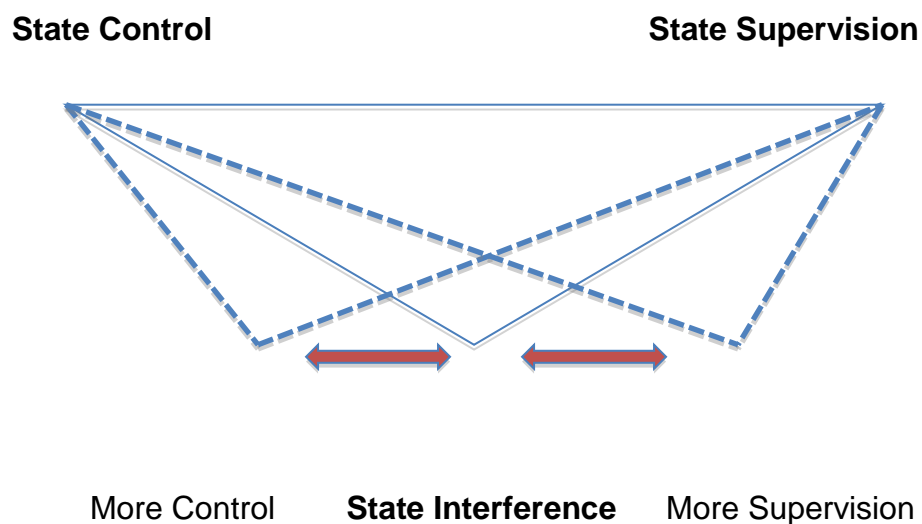 State Control State Supervision
More Control State Interference More Supervision